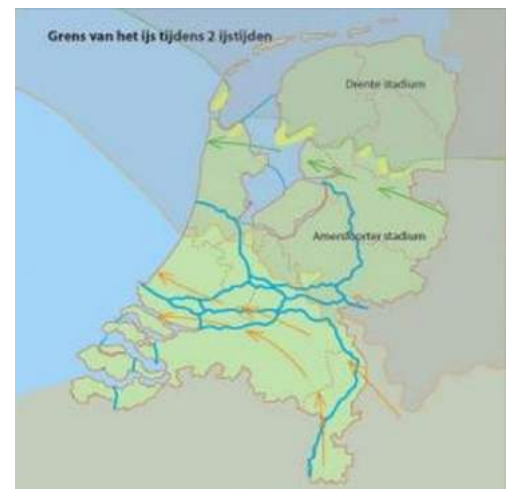 Grens van het ijs tijdens 2 ijstijden
Drente stadium
Amersfoorter stadium